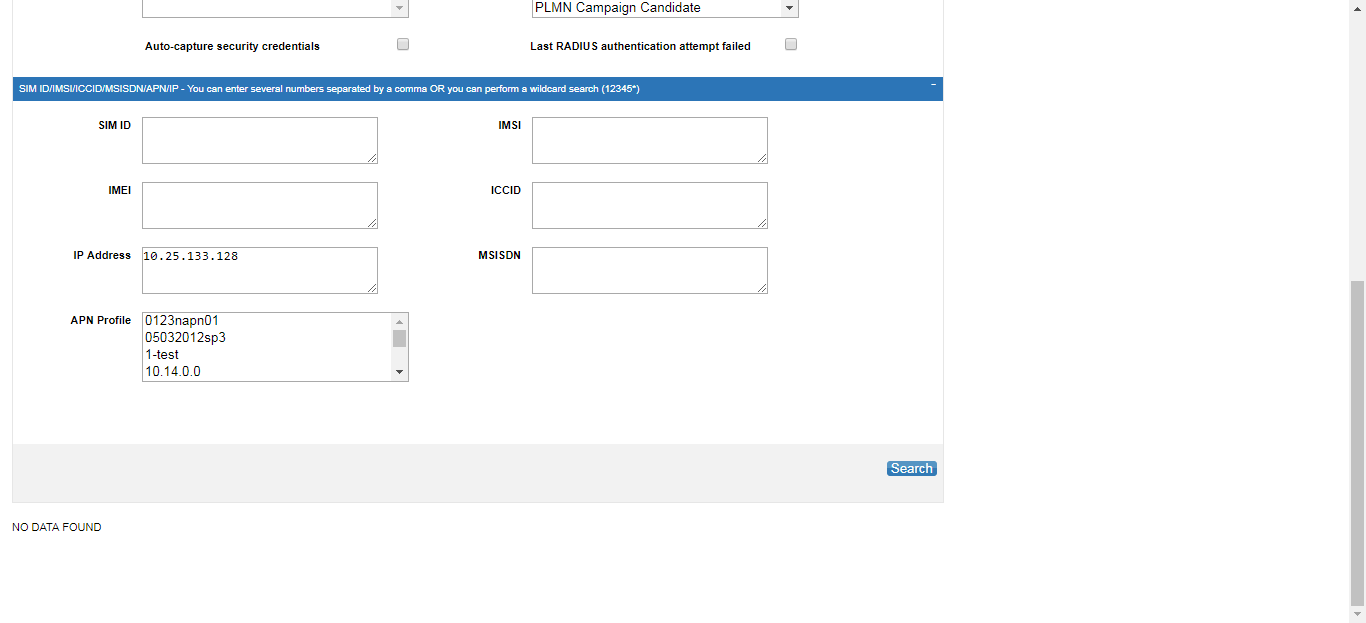 PLMN Campaign Candidate
Auto-capture security credentials
Last RADIUS authentication attempt failed
SIM ID/IMSI/ICCID/MSISDN/APN/IP - You can enter several numbers separated by a comma OR you can perform a wildcard search (12345*)
SIM ID
IMSI
IMEI
ICCID
IP Address 10.25.133.128
MSISDN
APN Profile
0123napn01
05032012sp3
1-test
10.14.0.0
Search
NO DATA FOUND